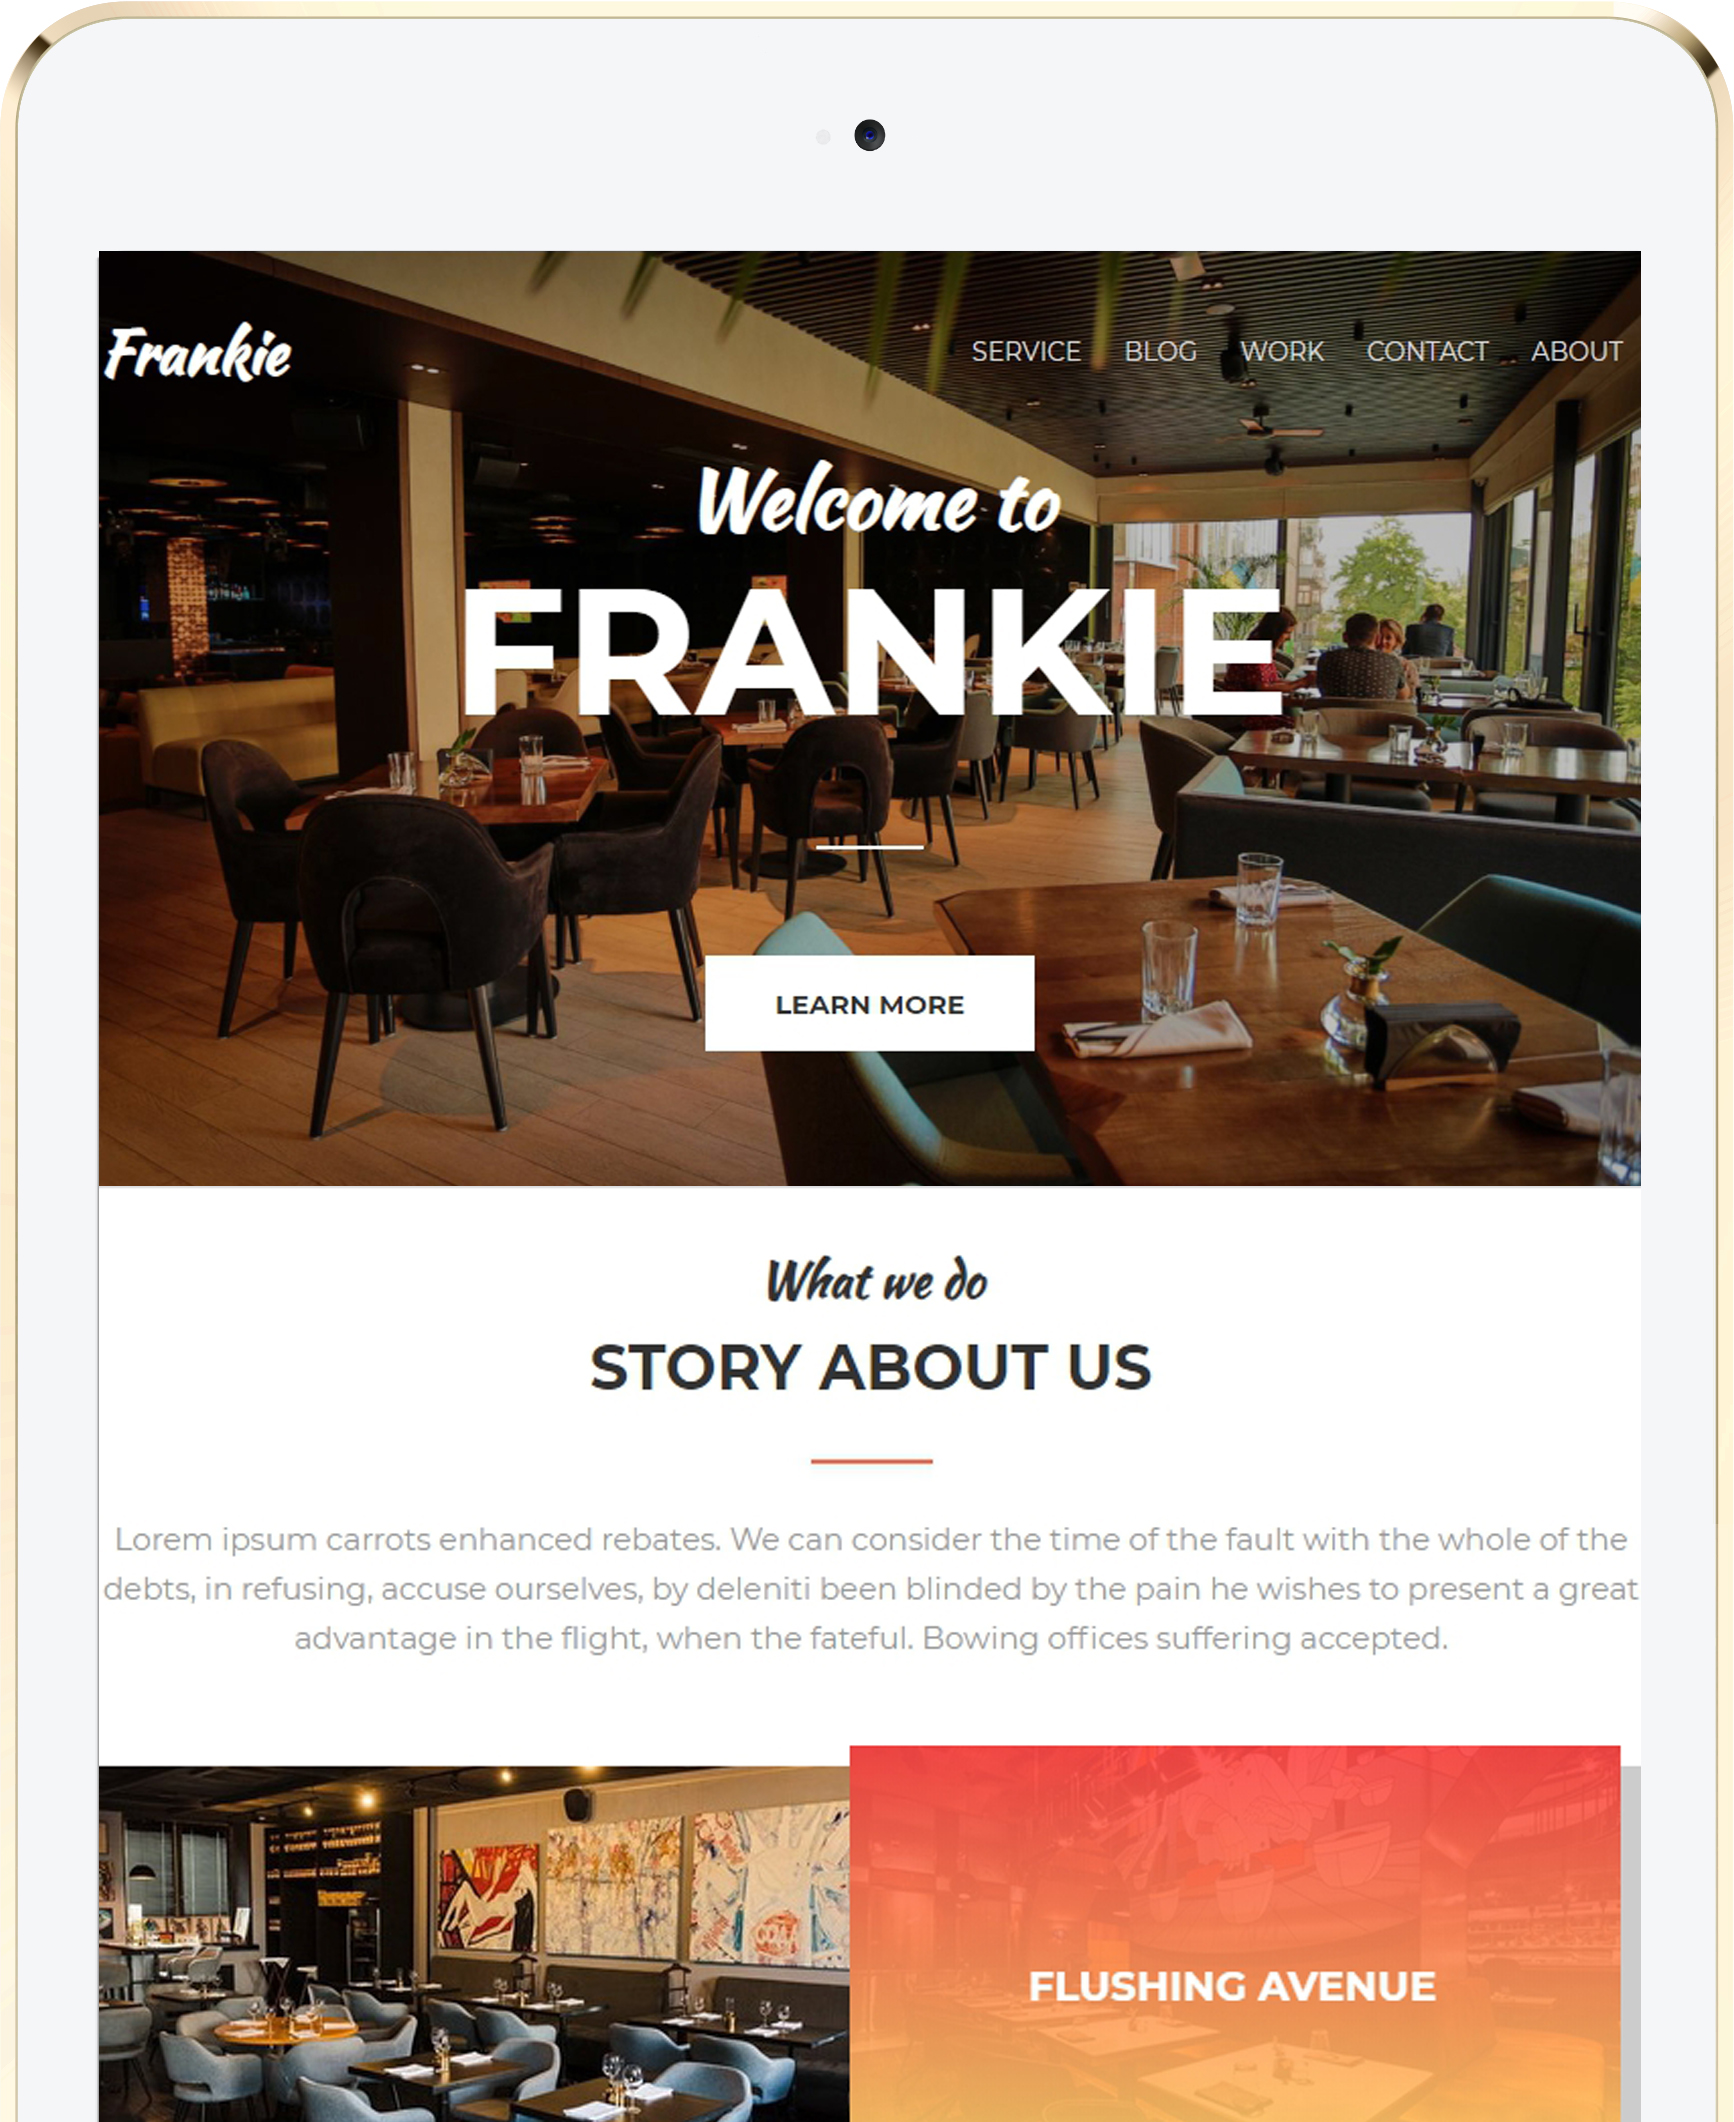 Frankie
SERVICE BLOG WORK CONTACT ABOUT
Welcome to
FRANKIE
LEARN MORE
What we do
STORY ABOUT US
Lorem ipsum carrots enhanced rebates. We can consider the time of the fault with the whole of the
debts, in refusing, accuse ourselves, by deleniti been blinded by the pain he wishes to present a great
advantage in the flight, when the fateful. Bowing offices suffering accepted.
FLUSHING AVENUE